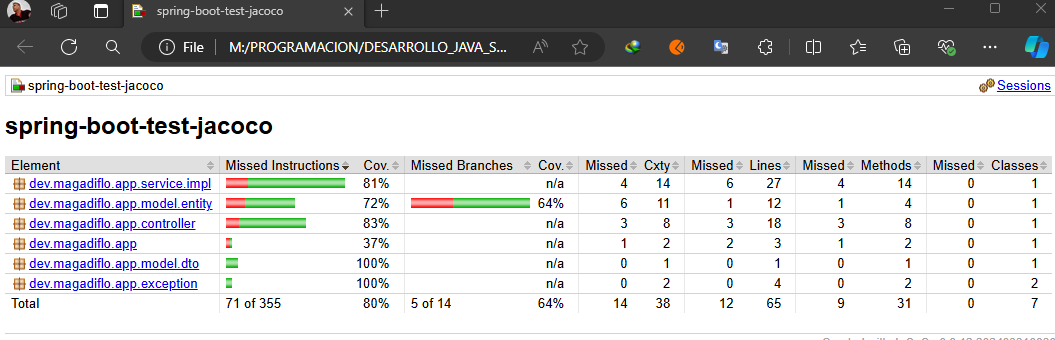 spring-boot-test-jacoco
File M:/PROGRAMACION/DESARROLLO_JAVA_S...
spring-boot-test-jacoco Sessions
spring-boot-test-jacoco
Element Missed Instructions Cov. Missed Branches Cov. Missed Cxty Missed Lines Missed Methods Missed Classes
dev.magadiflo.app.service.impl 81% n/a 4 14 6 27 4 14 0 1
dev.magadiflo.app.model.entity 72% 64% 6 11 1 12 1 4 0 1
dev.magadiflo.app.controller 83% n/a 3 8 3 18 3 8 0 1
dev.magadiflo.app 37% n/a 1 2 2 3 1 2 0 1
dev.magadiflo.app.model.dto 100% n/a 0 1 0 1 0 1 0 1
dev.magadiflo.app.exception 100% n/a 0 2 0 4 0 2 0 2
Total 71 of 355 80% 5 of 14 64% 14 38 12 65 9 31 0 7